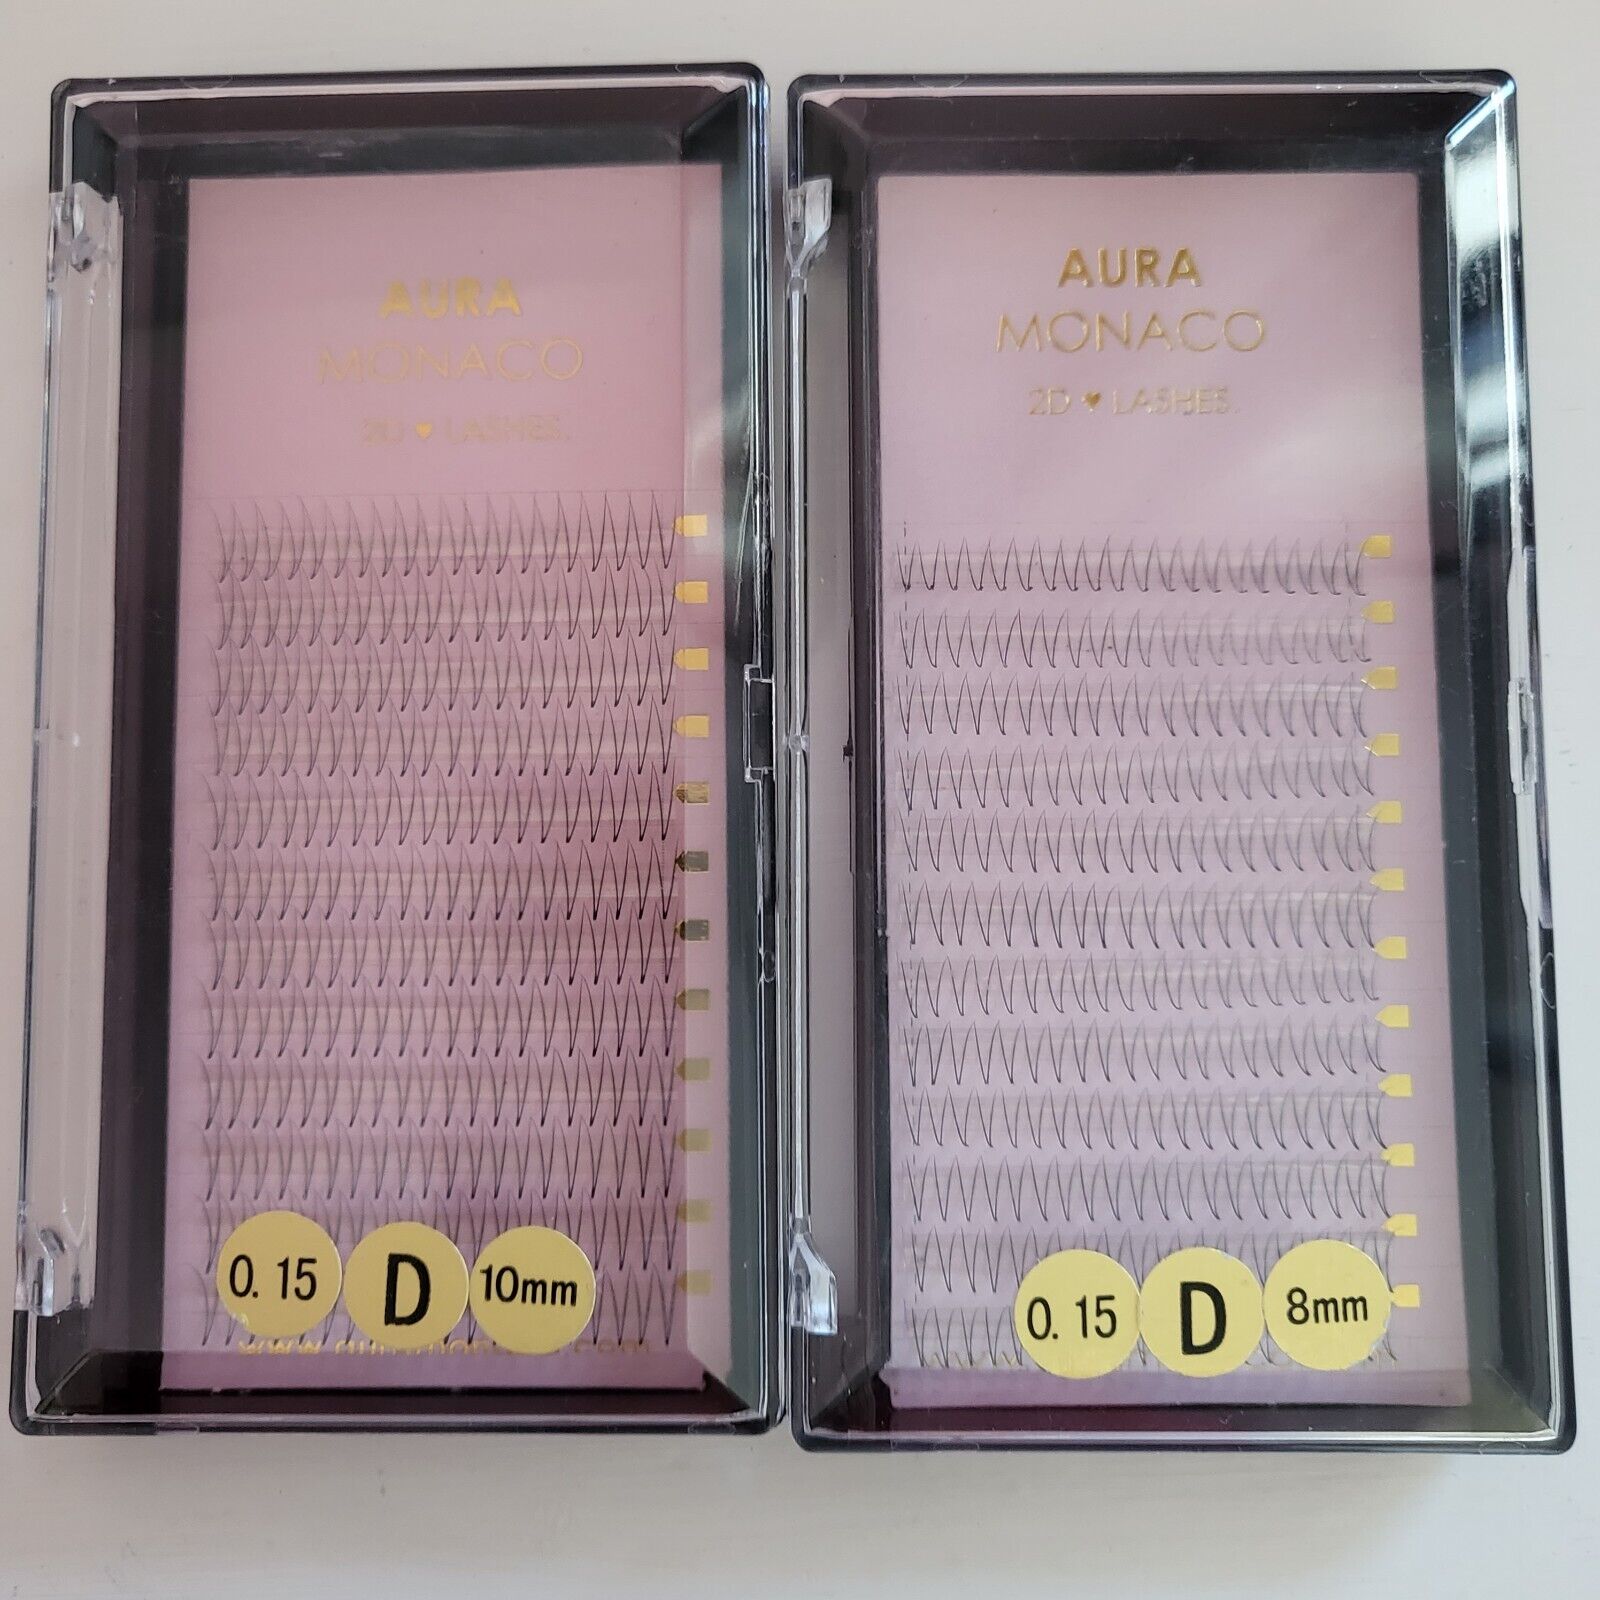 AURA
MONACO
2D ♥ LASHES.
0.15 D 10mm
AURA
MONACO
2D ♥ LASHES.
0.15 D 8mm